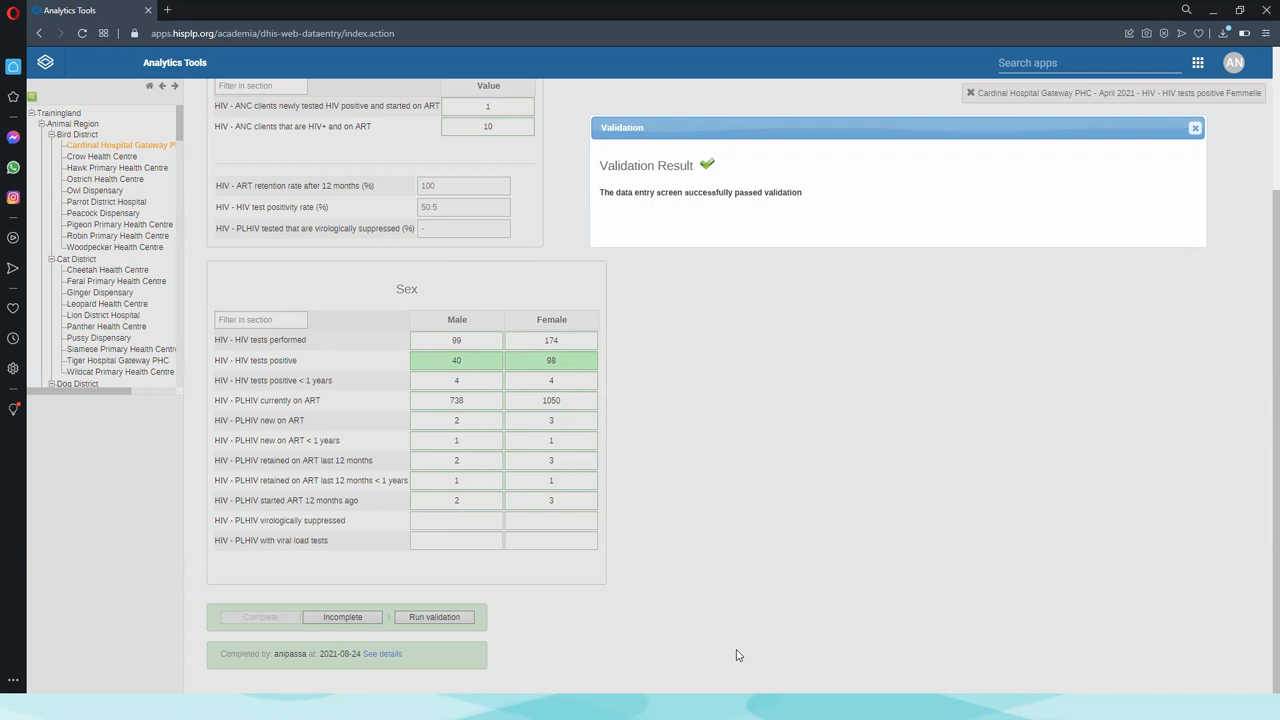 Analytics Tools
apps.hisplp.org/academia/dhis-web-dataentry/index.action
Analytics Tools
Search apps
AN
Cardinal Hospital Gateway PHC - April 2021 - HIV - HIV tests positive Femmelle
Trainingland
Animal Region
Bird District
Cardinal Hospital Gateway P
Crow Health Centre
Hawk Primary Health Centre
Ostrich Health Centre
Owl Dispensary
Parrot District Hospital
Peacock Dispensary
Pigeon Primary Health Centre
Robin Primary Health Centre
Woodpecker Health Centre
Cat District
Cheetah Health Centre
Feral Primary Health Centre
Ginger Dispensary
Leopard Health Centre
Lion District Hospital
Panther Health Centre
Pussy Dispensary
Siamese Primary Health Centr
Tiger Hospital Gateway PHC
Wildcat Primary Health Centre
Dog District
Filter in section Value
HIV - ANC clients newly tested HIV positive and started on ART 1
HIV - ANC clients that are HIV+ and on ART 10
HIV - ART retention rate after 12 months (%) 100
HIV - HIV test positivity rate (%) 50.5
HIV - PLHIV tested that are virologically suppressed (%) -
Validation
Validation Result
The data entry screen successfully passed validation
Sex
Filter in section Male Female
HIV - HIV tests performed 99 174
HIV - HIV tests positive 40 98
HIV - HIV tests positive < 1 years 4 4
HIV - PLHIV currently on ART 738 1050
HIV - PLHIV new on ART 2 3
HIV - PLHIV new on ART < 1 years 1 1
HIV - PLHIV retained on ART last 12 months 2 3
HIV - PLHIV retained on ART last 12 months < 1 years 1 1
HIV - PLHIV started ART 12 months ago 2 3
HIV - PLHIV virologically suppressed
HIV - PLHIV with viral load tests
Complete Incomplete | Run validation
Completed by: anipassa at: 2021-08-24 See details